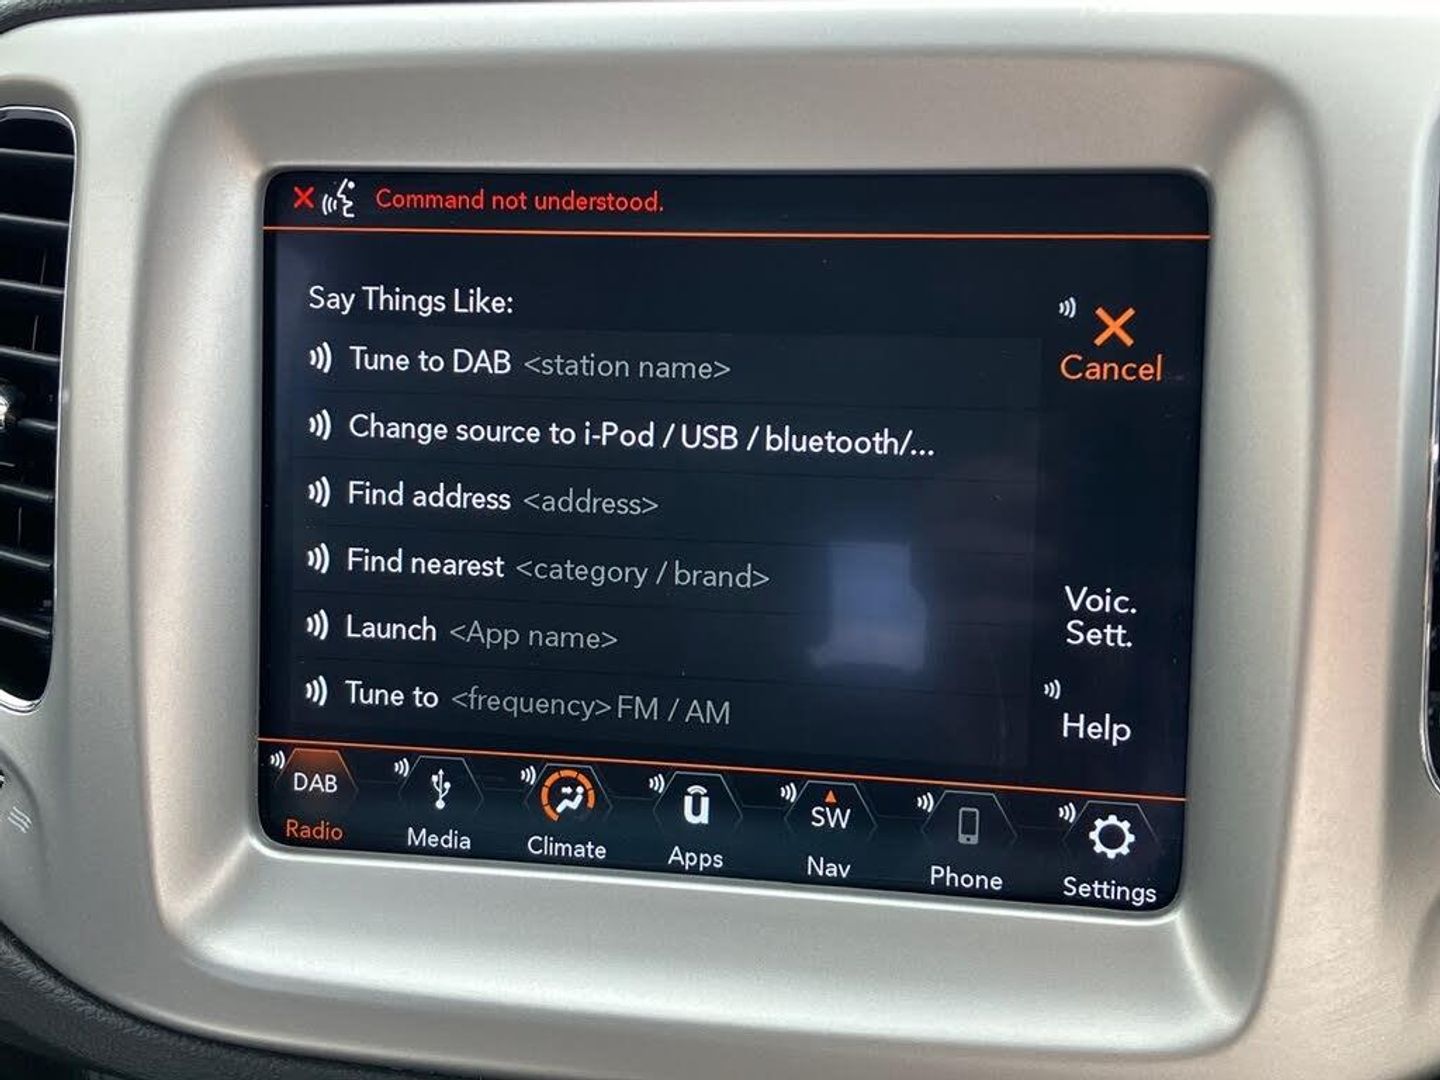 Command not understood.
Say Things Like:
Tune to DAB <station name>
Change source to i-Pod / USB / bluetooth/...
Find address <address>
Find nearest <category / brand>
Launch <App name>
Tune to <frequency> FM / AM
Cancel
Voic.
Sett.
Help
DAB
Radio
Media
Climate
u
Apps
SW
Nav
Phone
Settings